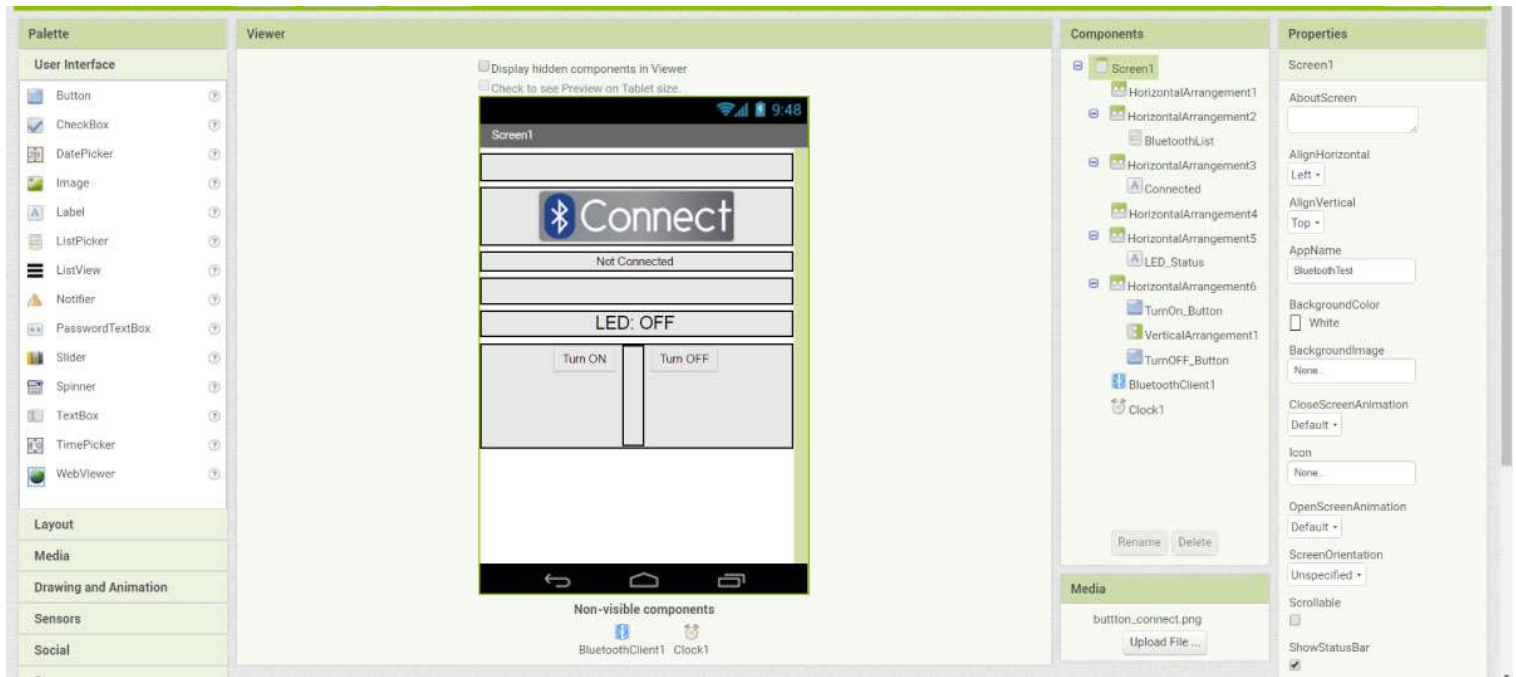 Palette
User Interface
Button
CheckBox
DatePicker
Image
Label
ListPicker
ListView
Notifier
PasswordTextBox
Slider
Spinner
TextBox
TimePicker
WebViewer
Layout
Media
Drawing and Animation
Sensors
Social
Viewer
Display hidden components in Viewer
Check to see Preview on Tablet size.
9:48
Screen1
Connect
Not Connected
LED: OFF
Turn ON
Turn OFF
Non-visible components
BluetoothClient1
Clock1
Components
Screen1
HorizontalArrangement1
HorizontalArrangement2
BluetoothList
HorizontalArrangement3
Connected
HorizontalArrangement4
HorizontalArrangement5
LED_Status
HorizontalArrangement6
TurnOn_Button
VerticalArrangement1
TurnOFF_Button
BluetoothClient1
Clock1
Rename
Delete
Media
buttton_connect.png
Upload File ...
Properties
Screen1
AboutScreen
AlignHorizontal
Left
AlignVertical
Top
AppName
BluetoothTest
BackgroundColor
White
BackgroundImage
None...
CloseScreenAnimation
Default
Icon
None...
OpenScreenAnimation
Default
ScreenOrientation
Unspecified
Scrollable
ShowStatusBar